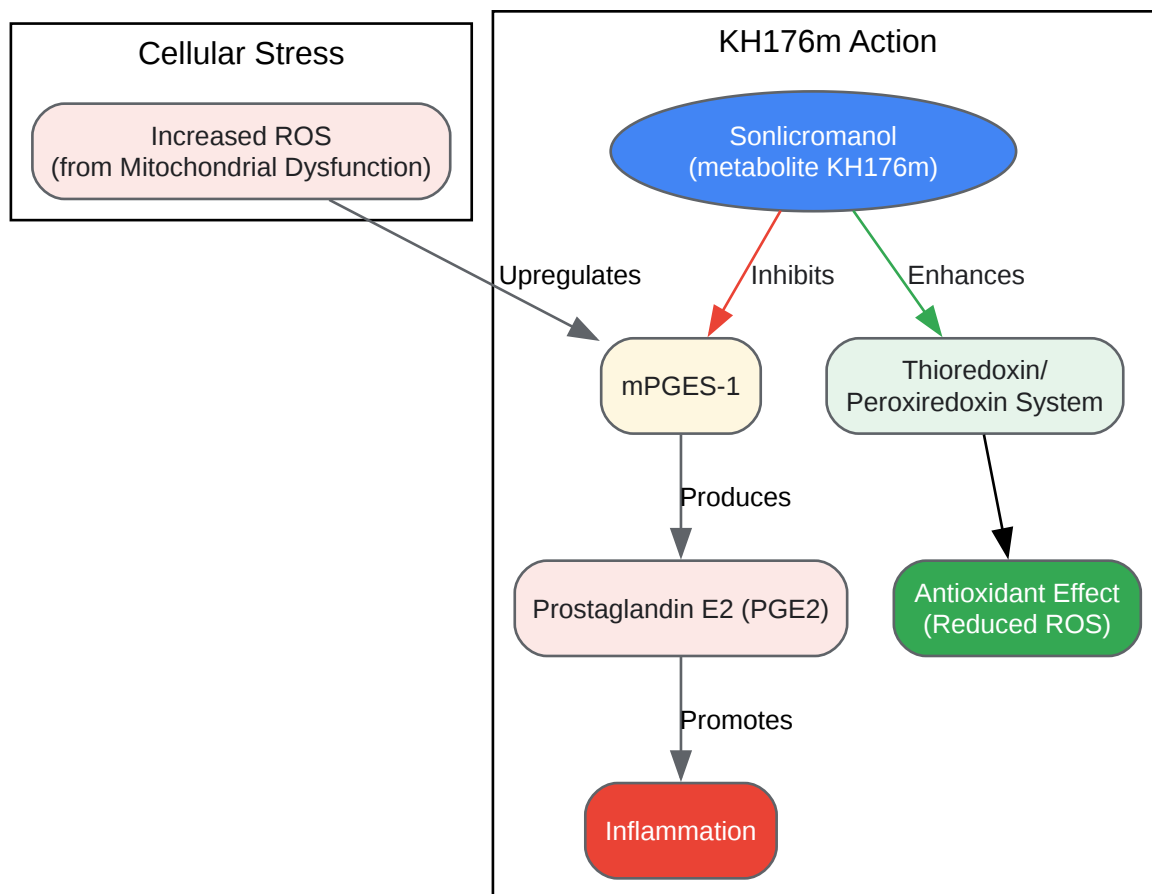 Cellular Stress
Increased ROS
(from Mitochondrial Dysfunction)
KH176m Action
Sonlicromanol
(metabolite KH176m)
Upregulates
Inhibits
Enhances
mPGES-1
Thioredoxin/
Peroxiredoxin System
Produces
Prostaglandin E2 (PGE2)
Antioxidant Effect
(Reduced ROS)
Promotes
Inflammation